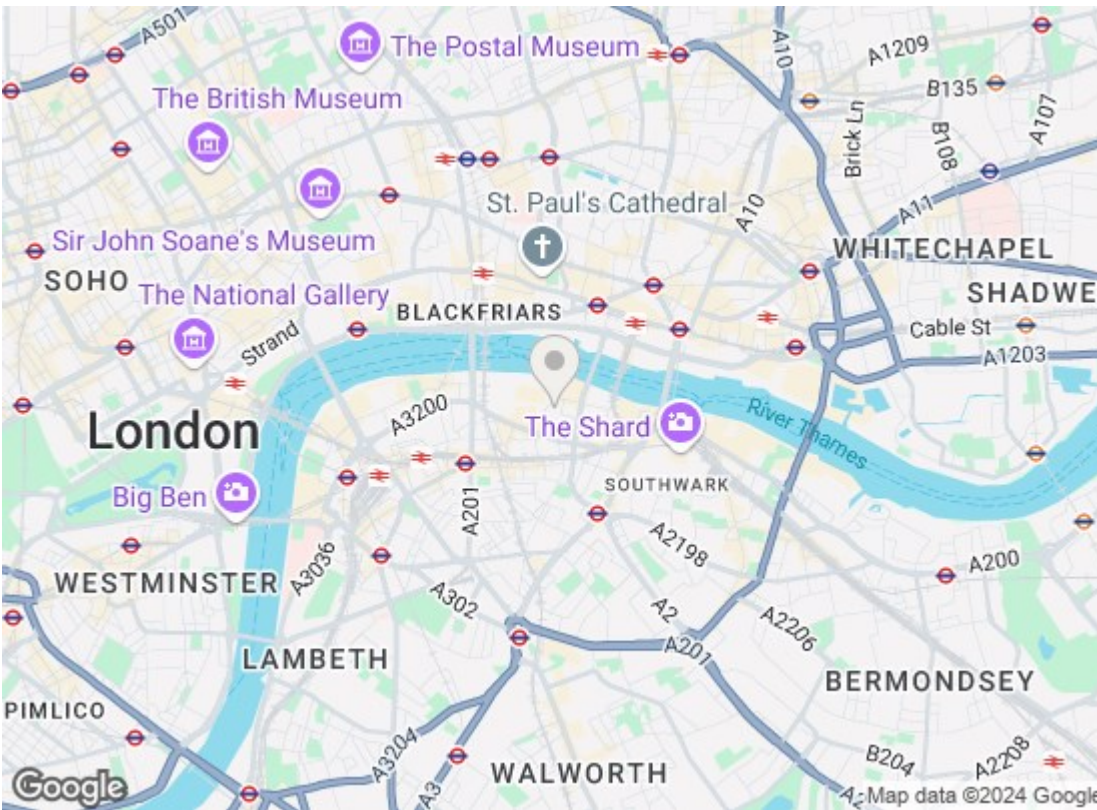 A501
The Postal Museum
A10
A1209
B135
A107
The British Museum
Brick Ln
B108
St. Paul's Cathedral
A10
A11
Sir John Soane's Museum
WHITECHAPEL
SOHO
The National Gallery
BLACKFRIARS
SHADWE
Strand
Cable St
A1203
London
A3200
The Shard
River Thames
Big Ben
A201
SOUTHWARK
A3036
A2198
A200
WESTMINSTER
A302
A2
A2206
LAMBETH
A201
BERMONDSEY
PIMLICO
A3204
A3
WALWORTH
B204
A2208
A2
Google
Map data ©2024 Google